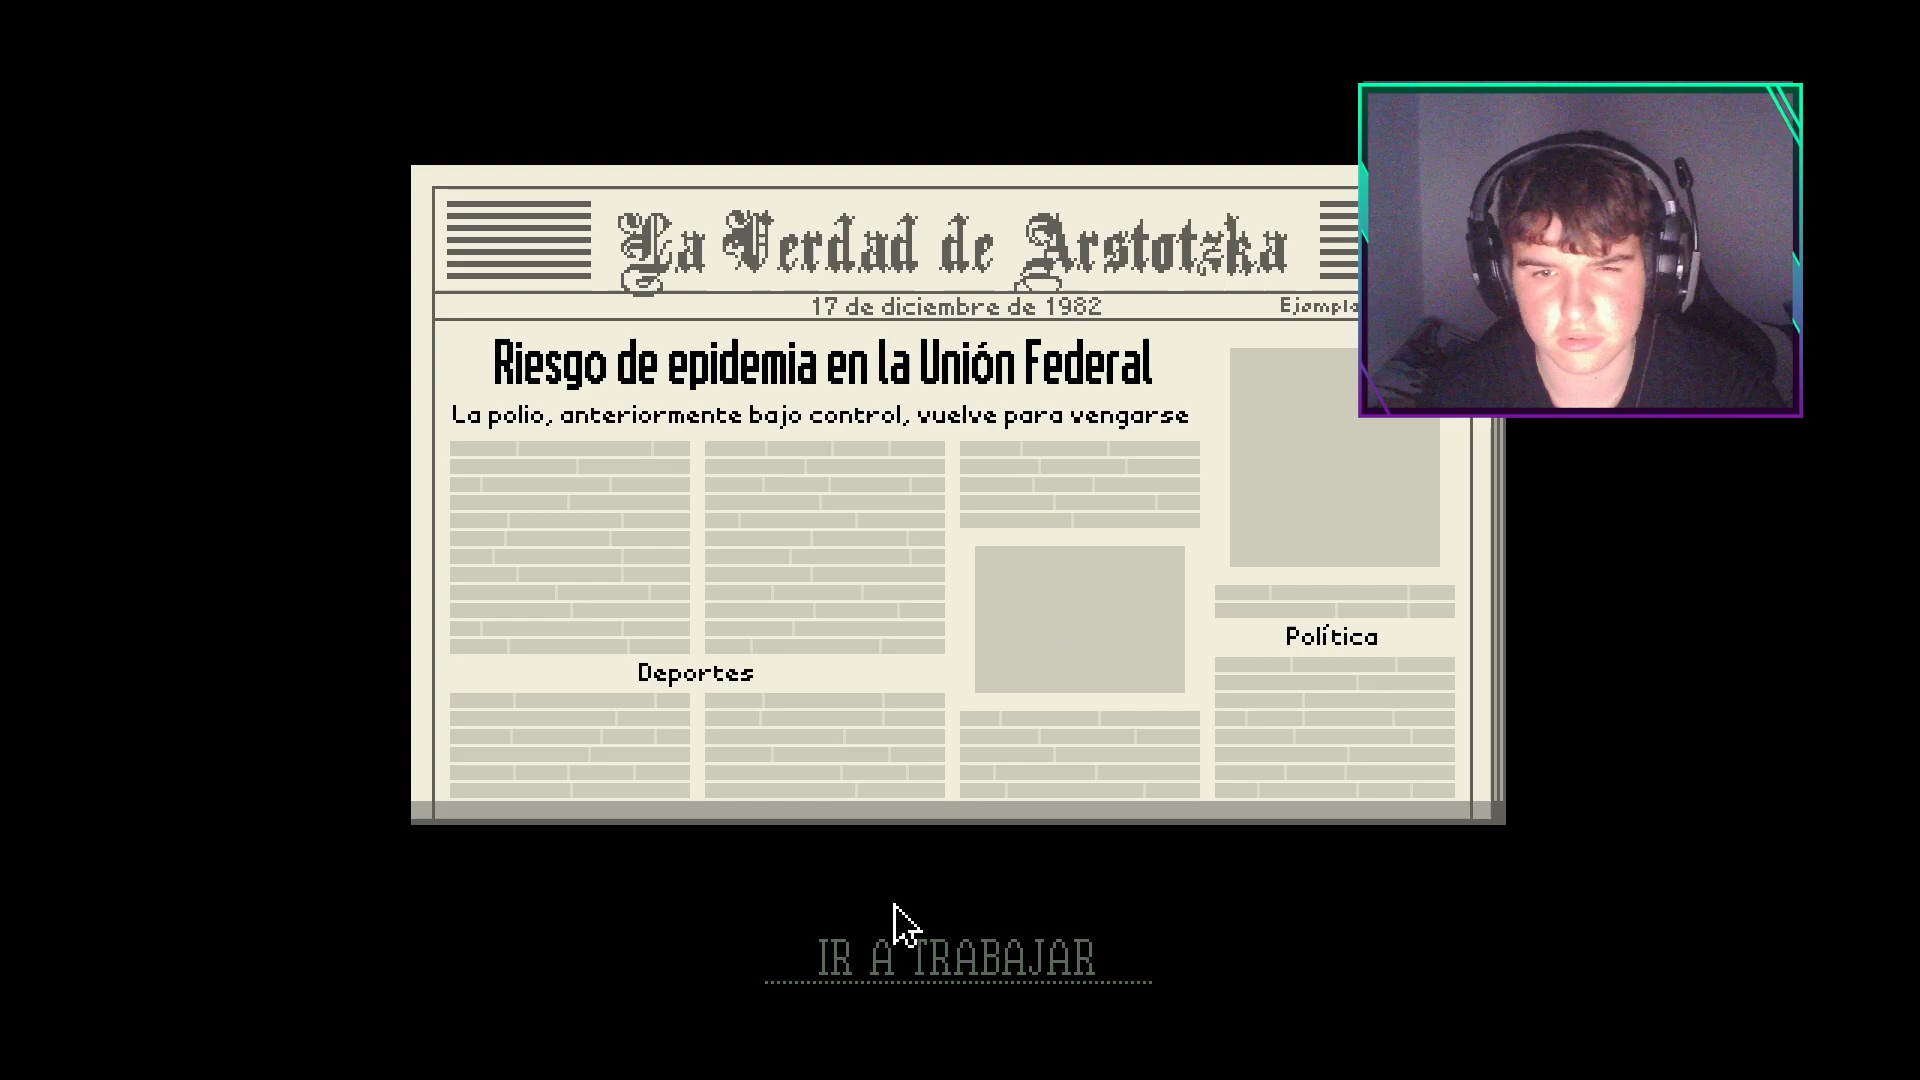 La Verdad de Arstotzka
17 de diciembre de 1982
Riesgo de epidemia en la Unión Federal
La polio, anteriormente bajo control, vuelve para vengarse
Política
Deportes
IR A TRABAJAR